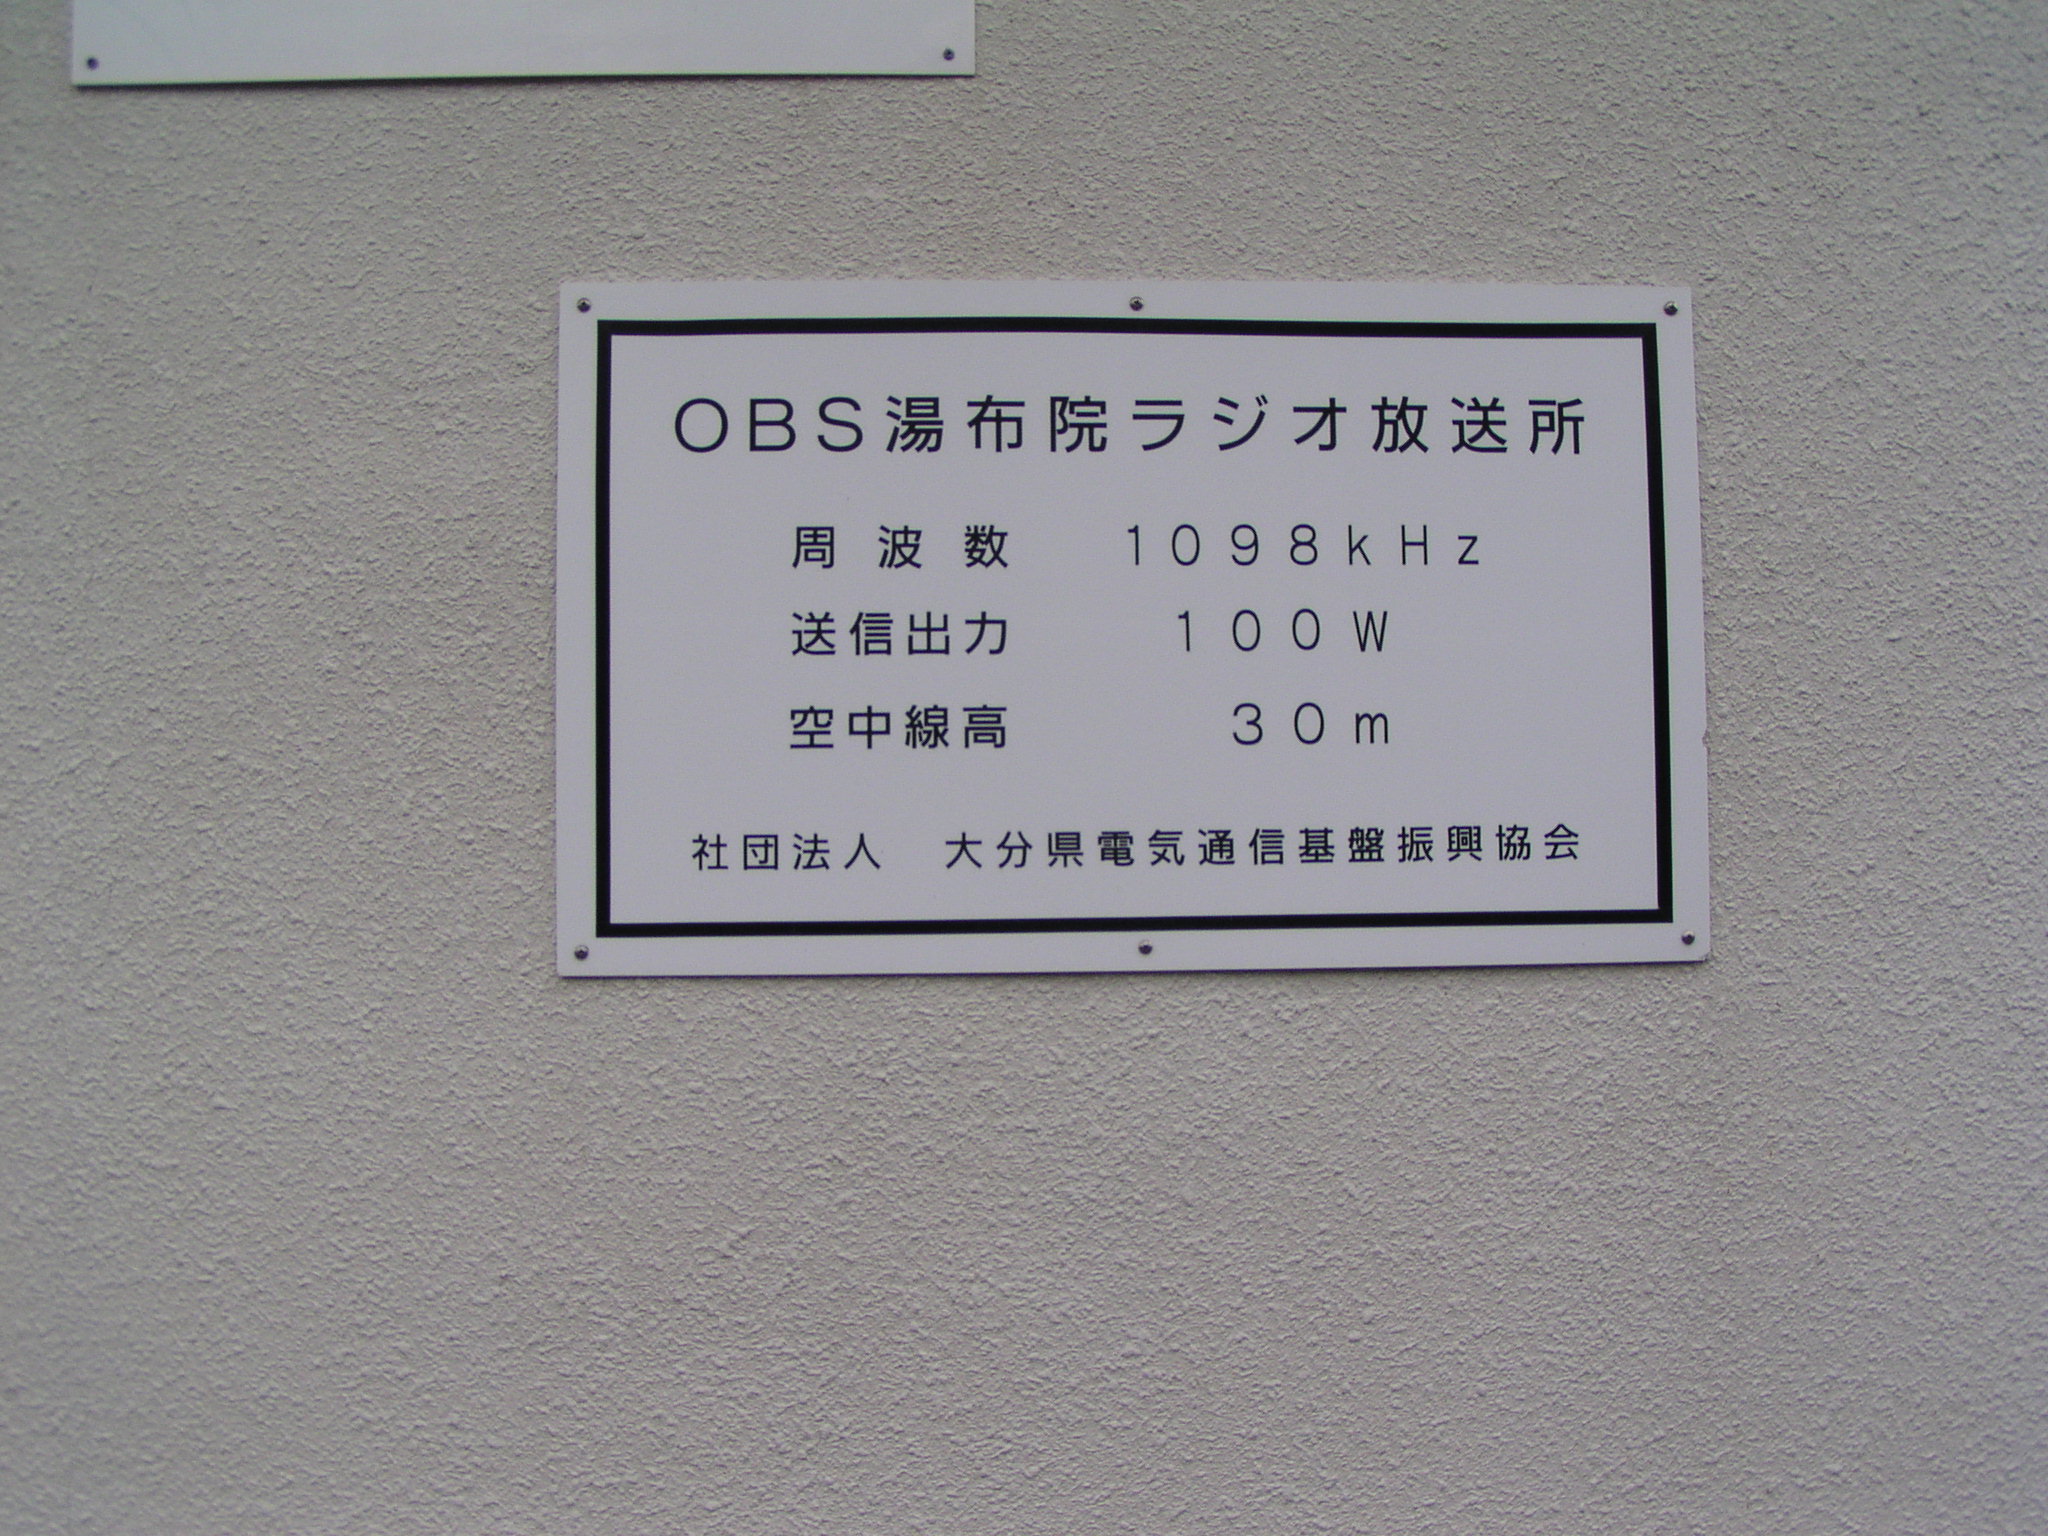 OBS湯布院ラジオ放送所
周波数 1098kHz
送信出力 100W
空中線高 30m
社団法人 大分県電気通信基盤振興協会